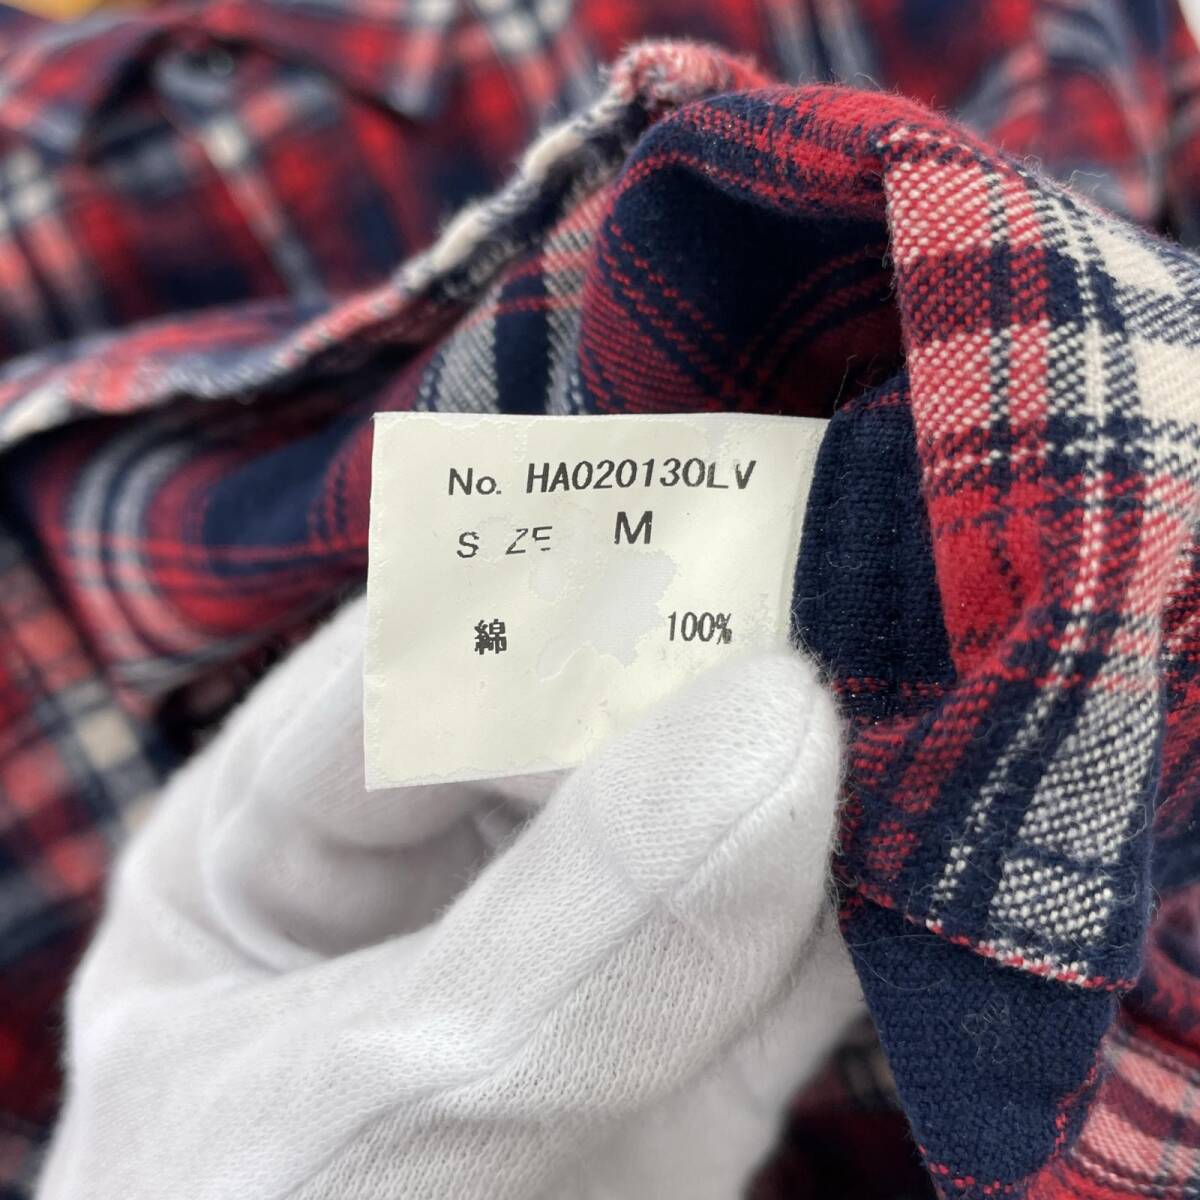 No. HA020130LV
S ZE M
綿 100%